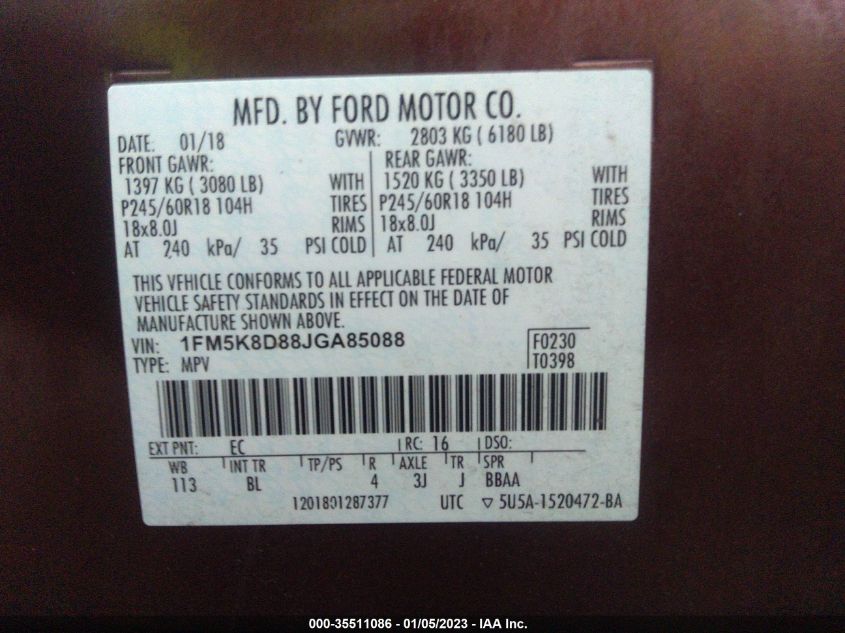 MFD. BY FORD MOTOR CO.
DATE: 01/18 GVWR: 2803 KG ( 6180 LB)
FRONT GAWR: REAR GAWR:
1397 KG ( 3080 LB) WITH 1520 KG ( 3350 LB) WITH
P245/60R18 104H TIRES P245/60R18 104H TIRES
18x8.0J RIMS 18x8.0J RIMS
AT 240 kPa/ 35 PSI COLD AT 240 kPa/ 35 PSI COLD
THIS VEHICLE CONFORMS TO ALL APPLICABLE FEDERAL MOTOR
VEHICLE SAFETY STANDARDS IN EFFECT ON THE DATE OF
MANUFACTURE SHOWN ABOVE.
VIN: 1FM5K8D88JGA85088 F0230
TYPE: MPV T0398
EXT PNT: EC RC: 16 DSO:
WB INT TR TP/PS R AXLE TR SPR
113 BL 4 3J J BBAA
1201801287377 UTC ▽ 5U5A-1520472-BA
000-35511086 - 01/05/2023 - IAA Inc.